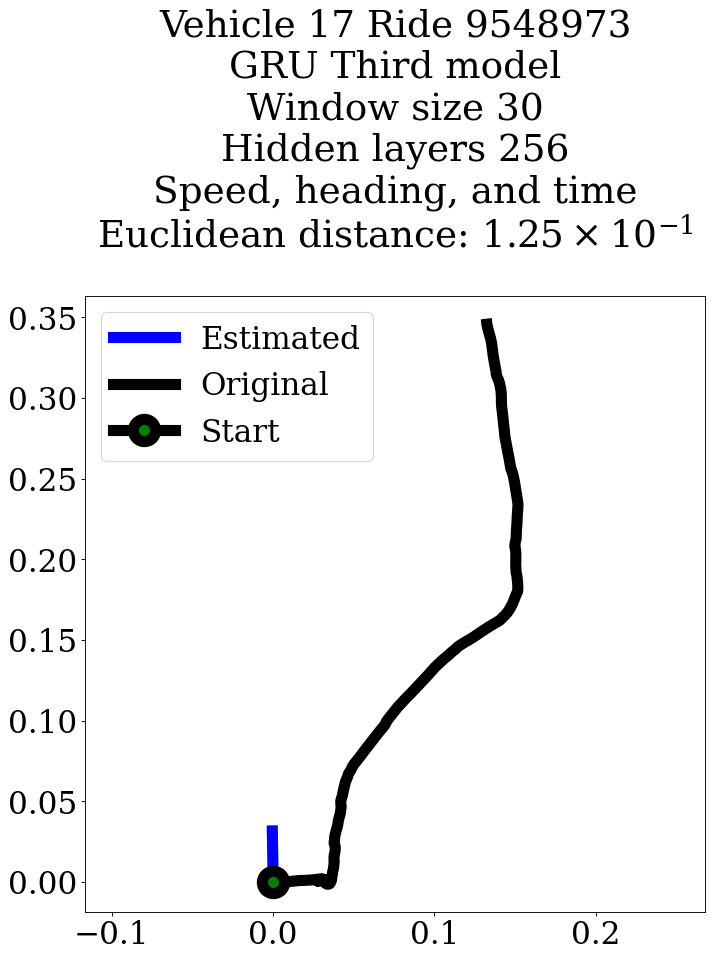 Vehicle 17 Ride 9548973
GRU Third model
Window size 30
Hidden layers 256
Speed, heading, and time
Euclidean distance: 1.25 × 10⁻¹
Estimated
Original
Start
0.35
0.30
0.25
0.20
0.15
0.10
0.05
0.00
−0.1 0.0 0.1 0.2